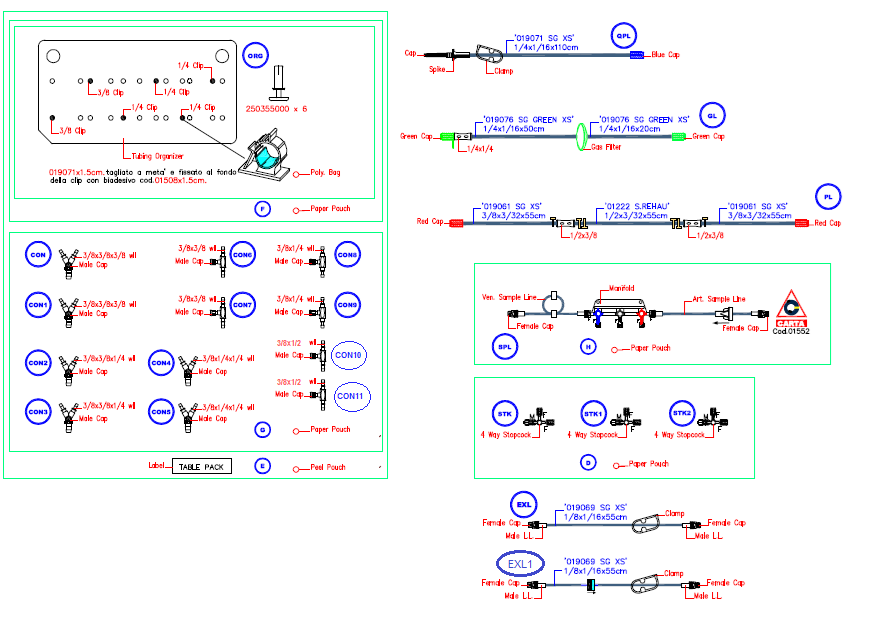 ORG
1/4 Clip
3/8 Clip
1/4 Clip
1/4 Clip
1/4 Clip
3/8 Clip
250355000 x 6
Tubing Organizer
019071x1.5cm.tagliato a meta' e fissato al fondo
della clip con biadesivo cod.01508x1.5cm.
Poly. Bag
F
Paper Pouch
CON
3/8x3/8x3/8 wll
Male Cap
3/8x3/8 wll
Male Cap
CON6
3/8x1/4 wll
Male Cap
CON8
CON1
3/8x3/8x3/8 wll
Male Cap
3/8x3/8 wll
Male Cap
CON7
3/8x1/4 wll
Male Cap
CON9
CON2
3/8x3/8x1/4 wll
Male Cap
CON4
3/8x1/4x1/4 wll
Male Cap
3/8x1/2 wll
Male Cap
CON10
CON3
3/8x3/8x1/4 wll
Male Cap
CON5
3/8x1/4x1/4 wll
Male Cap
3/8x1/2 wll
Male Cap
CON11
G
Paper Pouch
Label
TABLE PACK
E
Peel Pouch
'019071 SG XS'
1/4x1/16x110cm
QPL
Cap
Spike
Clamp
Blue Cap
'019076 SG GREEN XS'
1/4x1/16x50cm
'019076 SG GREEN XS'
1/4x1/16x20cm
GL
Green Cap
1/4x1/4
Gas Filter
Green Cap
PL
'019061 SG XS'
3/8x3/32x55cm
'01222 S.REHAU'
1/2x3/32x55cm
'019061 SG XS'
3/8x3/32x55cm
Red Cap
1/2x3/8
1/2x3/8
Red Cap
Manifold
Ven. Sample Line
Art. Sample Line
Female Cap
Female Cap
CARTA
Cod.01552
SPL
H
Paper Pouch
STK
M
F
F
4 Way Stopcock
STK1
M
F
F
4 Way Stopcock
STK2
M
F
F
4 Way Stopcock
D
Paper Pouch
EXL
'019069 SG XS'
1/8x1/16x55cm
Clamp
Female Cap
Male LL
Female Cap
Male LL
EXL1
'019069 SG XS'
1/8x1/16x55cm
Clamp
Female Cap
Male LL
Female Cap
Male LL